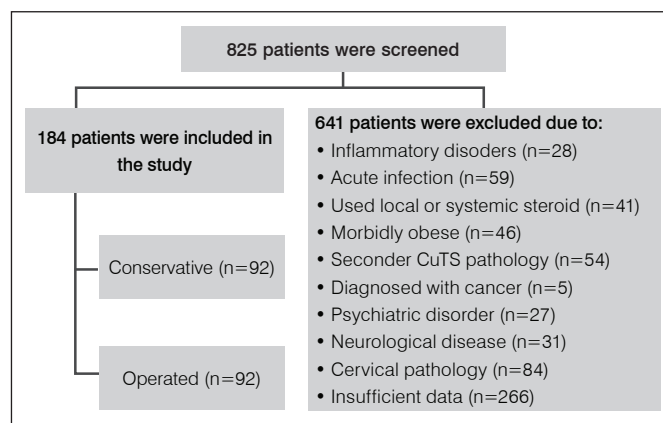 825 patients were screened
184 patients were included in
the study
Conservative (n=92)
Operated (n=92)
641 patients were excluded due to:
• Inflammatory disoders (n=28)
• Acute infection (n=59)
• Used local or systemic steroid (n=41)
• Morbidly obese (n=46)
• Seconder CuTS pathology (n=54)
• Diagnosed with cancer (n=5)
• Psychiatric disorder (n=27)
• Neurological disease (n=31)
• Cervical pathology (n=84)
• Insufficient data (n=266)